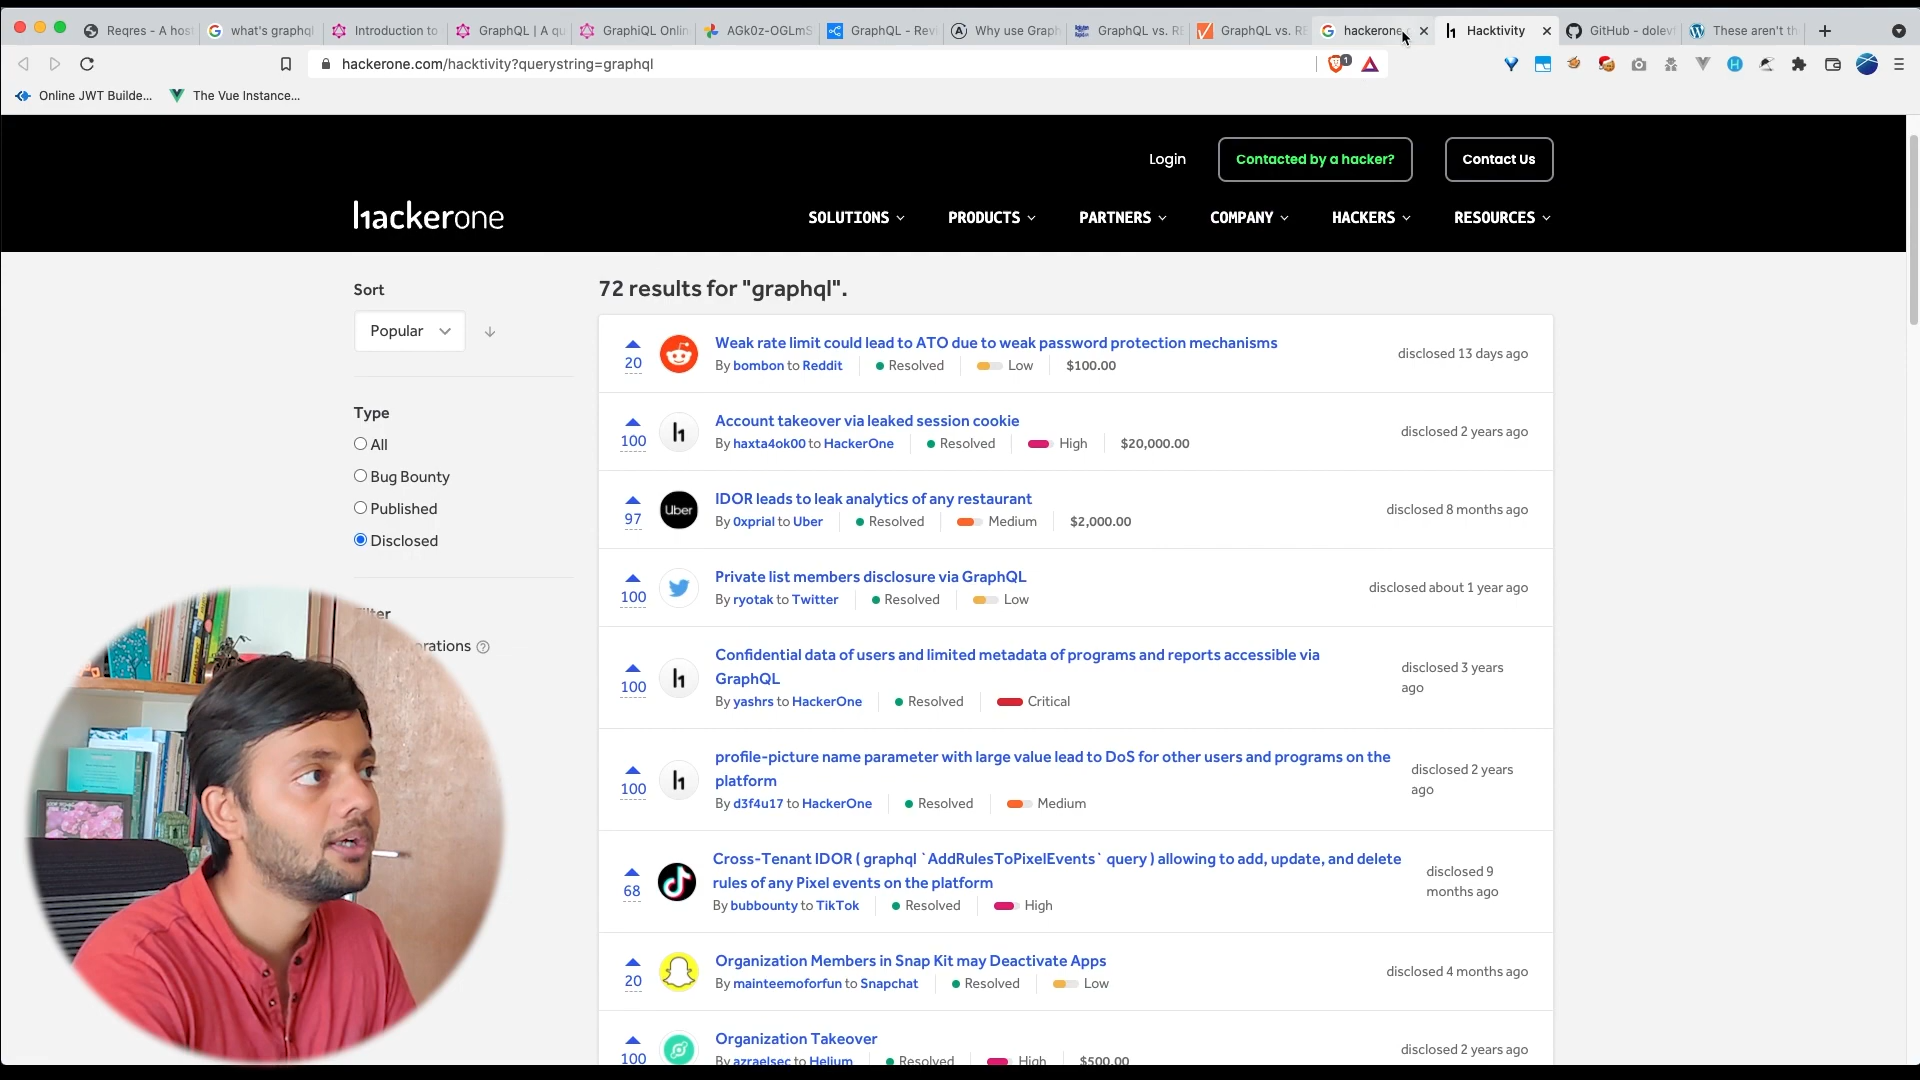 Reqres - A hos
what's graphql
Introduction to
GraphQL | A qu
GraphiQL Onlin
AGk0z-OGLmS
GraphQL - Rev
Why use Graph
GraphQL vs. RE
GraphQL vs. RE
hackerone
Hacktivity
GitHub - dolev
These aren't th
hackerone.com/hacktivity?querystring=graphql
1
Online JWT Builde...
The Vue Instance...
Login
Contacted by a hacker?
Contact Us
hackerone
SOLUTIONS
PRODUCTS
PARTNERS
COMPANY
HACKERS
RESOURCES
Sort
Popular
Type
All
Bug Bounty
Published
Disclosed
72 results for "graphql".
20
Weak rate limit could lead to ATO due to weak password protection mechanisms
By bombon to Reddit Resolved Low $100.00
disclosed 13 days ago
100
Account takeover via leaked session cookie
By haxta4ok00 to HackerOne Resolved High $20,000.00
disclosed 2 years ago
97
Uber
IDOR leads to leak analytics of any restaurant
By 0xprial to Uber Resolved Medium $2,000.00
disclosed 8 months ago
100
Private list members disclosure via GraphQL
By ryotak to Twitter Resolved Low
disclosed about 1 year ago
100
Confidential data of users and limited metadata of programs and reports accessible via
GraphQL
By yashrs to HackerOne Resolved Critical
disclosed 3 years
ago
100
profile-picture name parameter with large value lead to DoS for other users and programs on the
platform
By d3f4u17 to HackerOne Resolved Medium
disclosed 2 years
ago
68
Cross-Tenant IDOR ( graphql `AddRulesToPixelEvents` query ) allowing to add, update, and delete
rules of any Pixel events on the platform
By bubbounty to TikTok Resolved High
disclosed 9
months ago
20
Organization Members in Snap Kit may Deactivate Apps
By mainteemoforfun to Snapchat Resolved Low
disclosed 4 months ago
100
Organization Takeover
By azraelsec to Helium Resolved High $500.00
disclosed 2 years ago